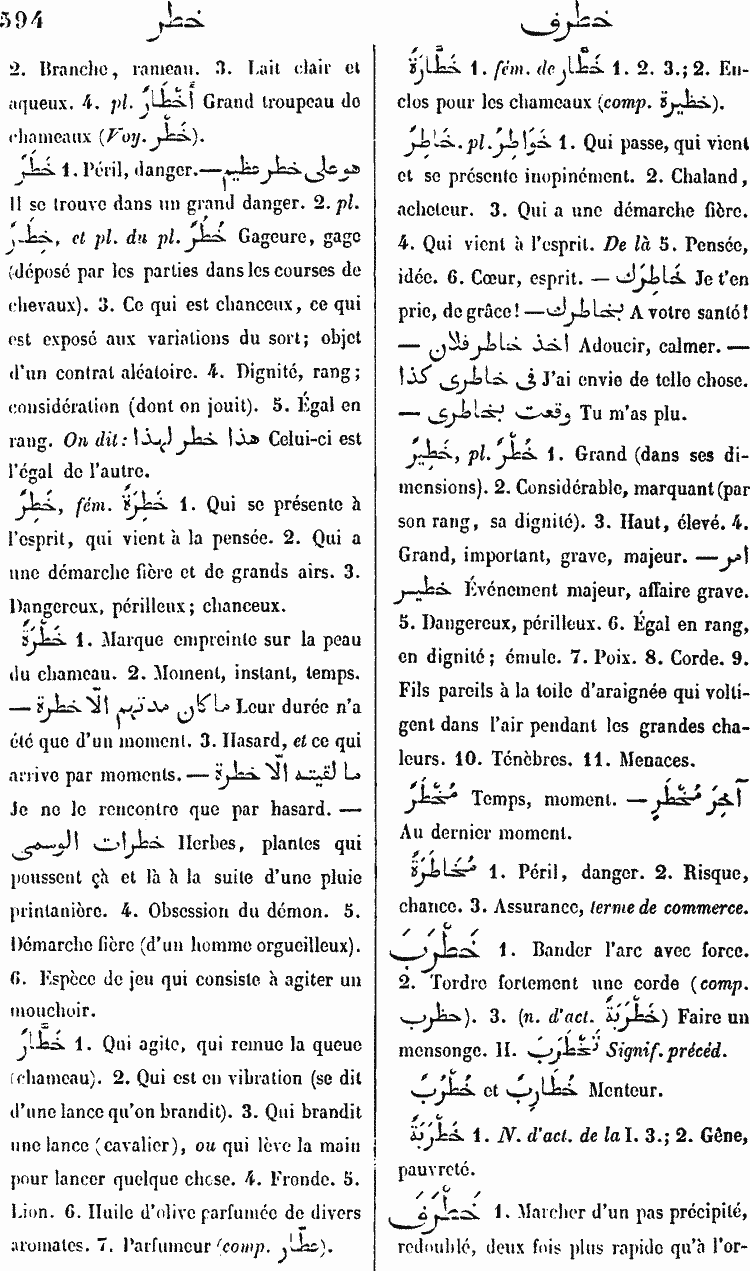 594
خطر
خطرف
2. Branche, rameau. 3. Lait clair et
aqueux. 4. pl. أَخْطَارٌ Grand troupeau de
chameaux (Voy. خَطْرٌ).
خَطَرٌ 1. Péril, danger.—هو على خطر عظيم
Il se trouve dans un grand danger. 2. pl.
خِطَرٌ, et pl. du pl. خُطُرٌ Gageure, gage
(déposé par les parties dans les courses de
chevaux). 3. Ce qui est chanceux, ce qui
est exposé aux variations du sort; objet
d'un contrat aléatoire. 4. Dignité, rang;
considération (dont on jouit). 5. Égal en
rang. On dit: هذا خطر لهذا Celui-ci est
l'égal de l'autre.
خَطِرٌ, fém. خَطِرَةٌ 1. Qui se présente à
l'esprit, qui vient à la pensée. 2. Qui a
une démarche fière et de grands airs. 3.
Dangereux, périlleux; chanceux.
خَطْرَةٌ 1. Marque empreinte sur la peau
du chameau. 2. Moment, instant, temps.
— ما كان مدتهم الّا خطرة Leur durée n'a
été que d'un moment. 3. Hasard, et ce qui
arrive par moments. — ما لقيته الّا خطرة
Je ne le rencontre que par hasard. —
خطرات الوسمى Herbes, plantes qui
poussent çà et là à la suite d'une pluie
printanière. 4. Obsession du démon. 5.
Démarche fière (d'un homme orgueilleux).
6. Espèce de jeu qui consiste à agiter un
mouchoir.
خَطَّارٌ 1. Qui agite, qui remue la queue
(chameau). 2. Qui est en vibration (se dit
d'une lance qu'on brandit). 3. Qui brandit
une lance (cavalier), ou qui lève la main
pour lancer quelque chose. 4. Fronde. 5.
Lion. 6. Huile d'olive parfumée de divers
aromates. 7. Parfumeur (comp. عطّار).
خَطَّارَةٌ 1. fém. de خَطَّارٌ 1. 2. 3.; 2. En-
clos pour les chameaux (comp. خظيرة).
خَاطِرٌ. pl. خَوَاطِرُ 1. Qui passe, qui vient
et se présente inopinément. 2. Chaland,
acheteur. 3. Qui a une démarche fière.
4. Qui vient à l'esprit. De là 5. Pensée,
idée. 6. Cœur, esprit. — خَاطِرَك Je t'en
prie, de grâce! — بخاطرك A votre santé!
— اخذ خاطر فلان Adoucir, calmer. —
فى خاطرى كذا J'ai envie de telle chose.
— وقعت بخاطرى Tu m'as plu.
خَطِيرٌ, pl. خُطْرٌ 1. Grand (dans ses di-
mensions). 2. Considérable, marquant (par
son rang, sa dignité). 3. Haut, élevé. 4.
Grand, important, grave, majeur. — امر
خطير Événement majeur, affaire grave.
5. Dangereux, périlleux. 6. Égal en rang,
en dignité; émule. 7. Poix. 8. Corde. 9.
Fils pareils à la toile d'araignée qui volti-
gent dans l'air pendant les grandes cha-
leurs. 10. Ténèbres. 11. Menaces.
مُخْطَرٌ Temps, moment. — آخِرَ مُخْطَرٍ
Au dernier moment.
مُخَاطَرَةٌ 1. Péril, danger. 2. Risque,
chance. 3. Assurance, terme de commerce.
خَطْرَبَ 1. Bander l'arc avec force.
2. Tordre fortement une corde (comp.
حظرب). 3. (n. d'act. خَطْرَبَةٌ) Faire un
mensonge. II. تَخَطْرَبَ Signif. précéd.
خُطْرُبٌ et خُطَارِبٌ Menteur.
خَطْرَبَةٌ 1. N. d'act. de la I. 3.; 2. Gêne,
pauvreté.
خَطْرَفَ 1. Marcher d'un pas précipité,
redoublé, deux fois plus rapide qu'à l'or-